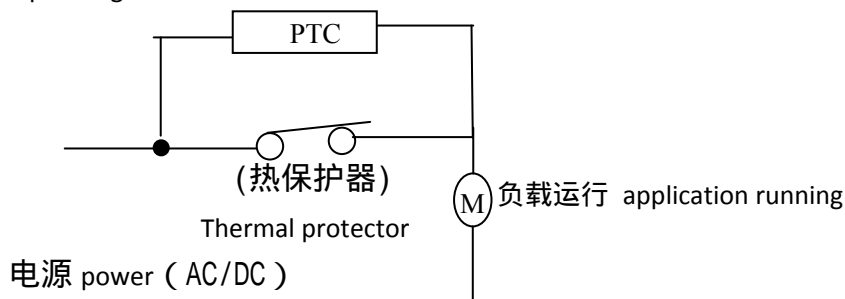 PTC
(热保护器)
Thermal protector
M
负载运行 application running
电源 power（AC/DC）